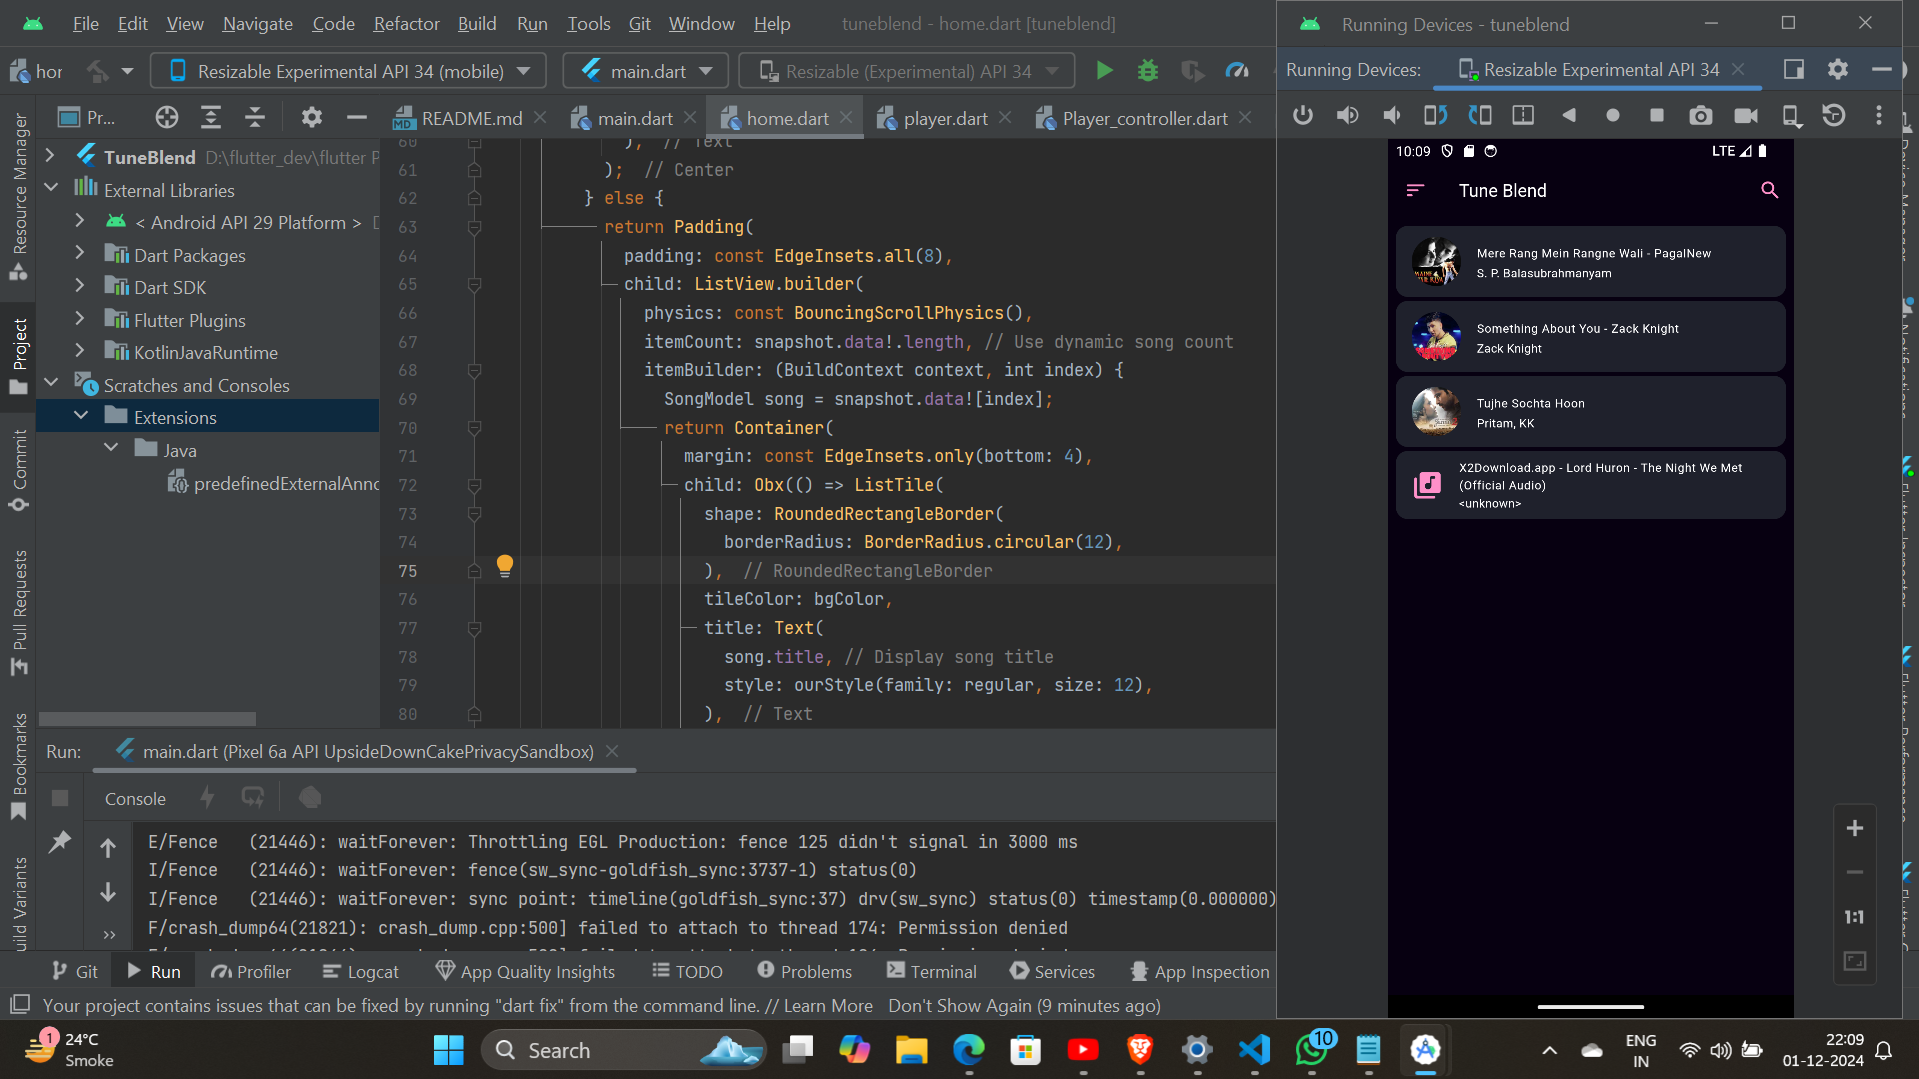 File Edit View Navigate Code Refactor Build Run Tools Git Window Help tuneblend - home.dart [tuneblend]
Running Devices - tuneblend
hor Resizable Experimental API 34 (mobile) main.dart Resizable (Experimental) API 34
Running Devices: Resizable Experimental API 34
Pr... README.md main.dart home.dart player.dart Player_controller.dart
Resource Manager
Project
Commit
Pull Requests
Bookmarks
TuneBlend D:\flutter_dev\flutter P
External Libraries
< Android API 29 Platform >
Dart Packages
Dart SDK
Flutter Plugins
KotlinJavaRuntime
Scratches and Consoles
Extensions
Java
predefinedExternalAnno
60 ), // Text
61 ); // Center
62 } else {
63 return Padding(
64 padding: const EdgeInsets.all(8),
65 child: ListView.builder(
66 physics: const BouncingScrollPhysics(),
67 itemCount: snapshot.data!.length, // Use dynamic song count
68 itemBuilder: (BuildContext context, int index) {
69 SongModel song = snapshot.data![index];
70 return Container(
71 margin: const EdgeInsets.only(bottom: 4),
72 child: Obx(() => ListTile(
73 shape: RoundedRectangleBorder(
74 borderRadius: BorderRadius.circular(12),
75 ), // RoundedRectangleBorder
76 tileColor: bgColor,
77 title: Text(
78 song.title, // Display song title
79 style: ourStyle(family: regular, size: 12),
80 ), // Text
10:09 LTE
Tune Blend
Mere Rang Mein Rangne Wali - PagalNew
S. P. Balasubrahmanyam
Something About You - Zack Knight
Zack Knight
Tujhe Sochta Hoon
Pritam, KK
X2Download.app - Lord Huron - The Night We Met
(Official Audio)
<unknown>
1:1
Run: main.dart (Pixel 6a API UpsideDownCakePrivacySandbox)
Console
E/Fence (21446): waitForever: Throttling EGL Production: fence 125 didn't signal in 3000 ms
I/Fence (21446): waitForever: fence(sw_sync-goldfish_sync:3737-1) status(0)
I/Fence (21446): waitForever: sync point: timeline(goldfish_sync:37) drv(sw_sync) status(0) timestamp(0.000000)
F/crash_dump64(21821): crash_dump.cpp:500] failed to attach to thread 174: Permission denied
Git Run Profiler Logcat App Quality Insights TODO Problems Terminal Services App Inspection
Your project contains issues that can be fixed by running "dart fix" from the command line. // Learn More Don't Show Again (9 minutes ago)
1
24°C
Smoke
Search
10
ENG
IN
22:09
01-12-2024